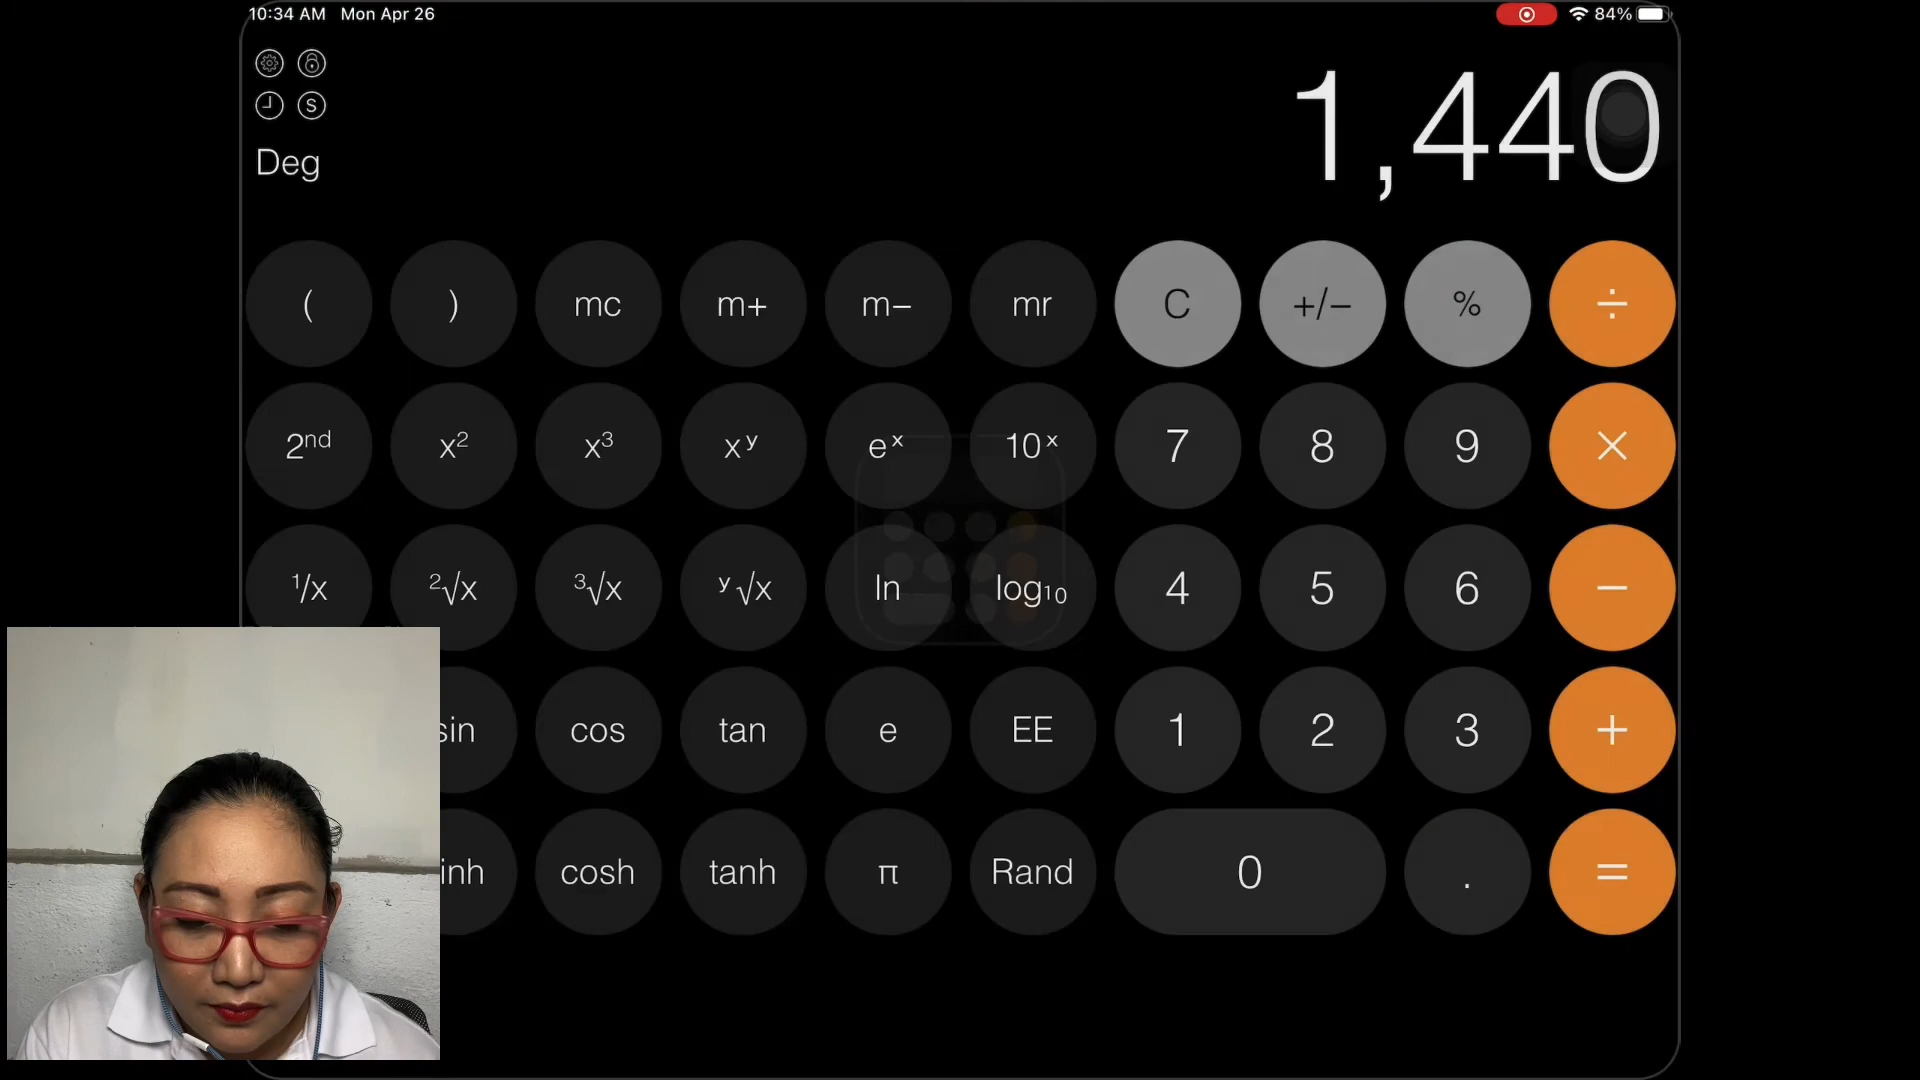 10:34 AM Mon Apr 26
84%
S
1,440
Deg
( ) mc m+ m− mr C +/− % ÷
2nd x² x³ xʸ eˣ 10ˣ 7 8 9 ×
1/x ²√x ³√x ʸ√x ln log₁₀ 4 5 6 −
sin cos tan e EE 1 2 3 +
inh cosh tanh π Rand 0 . =